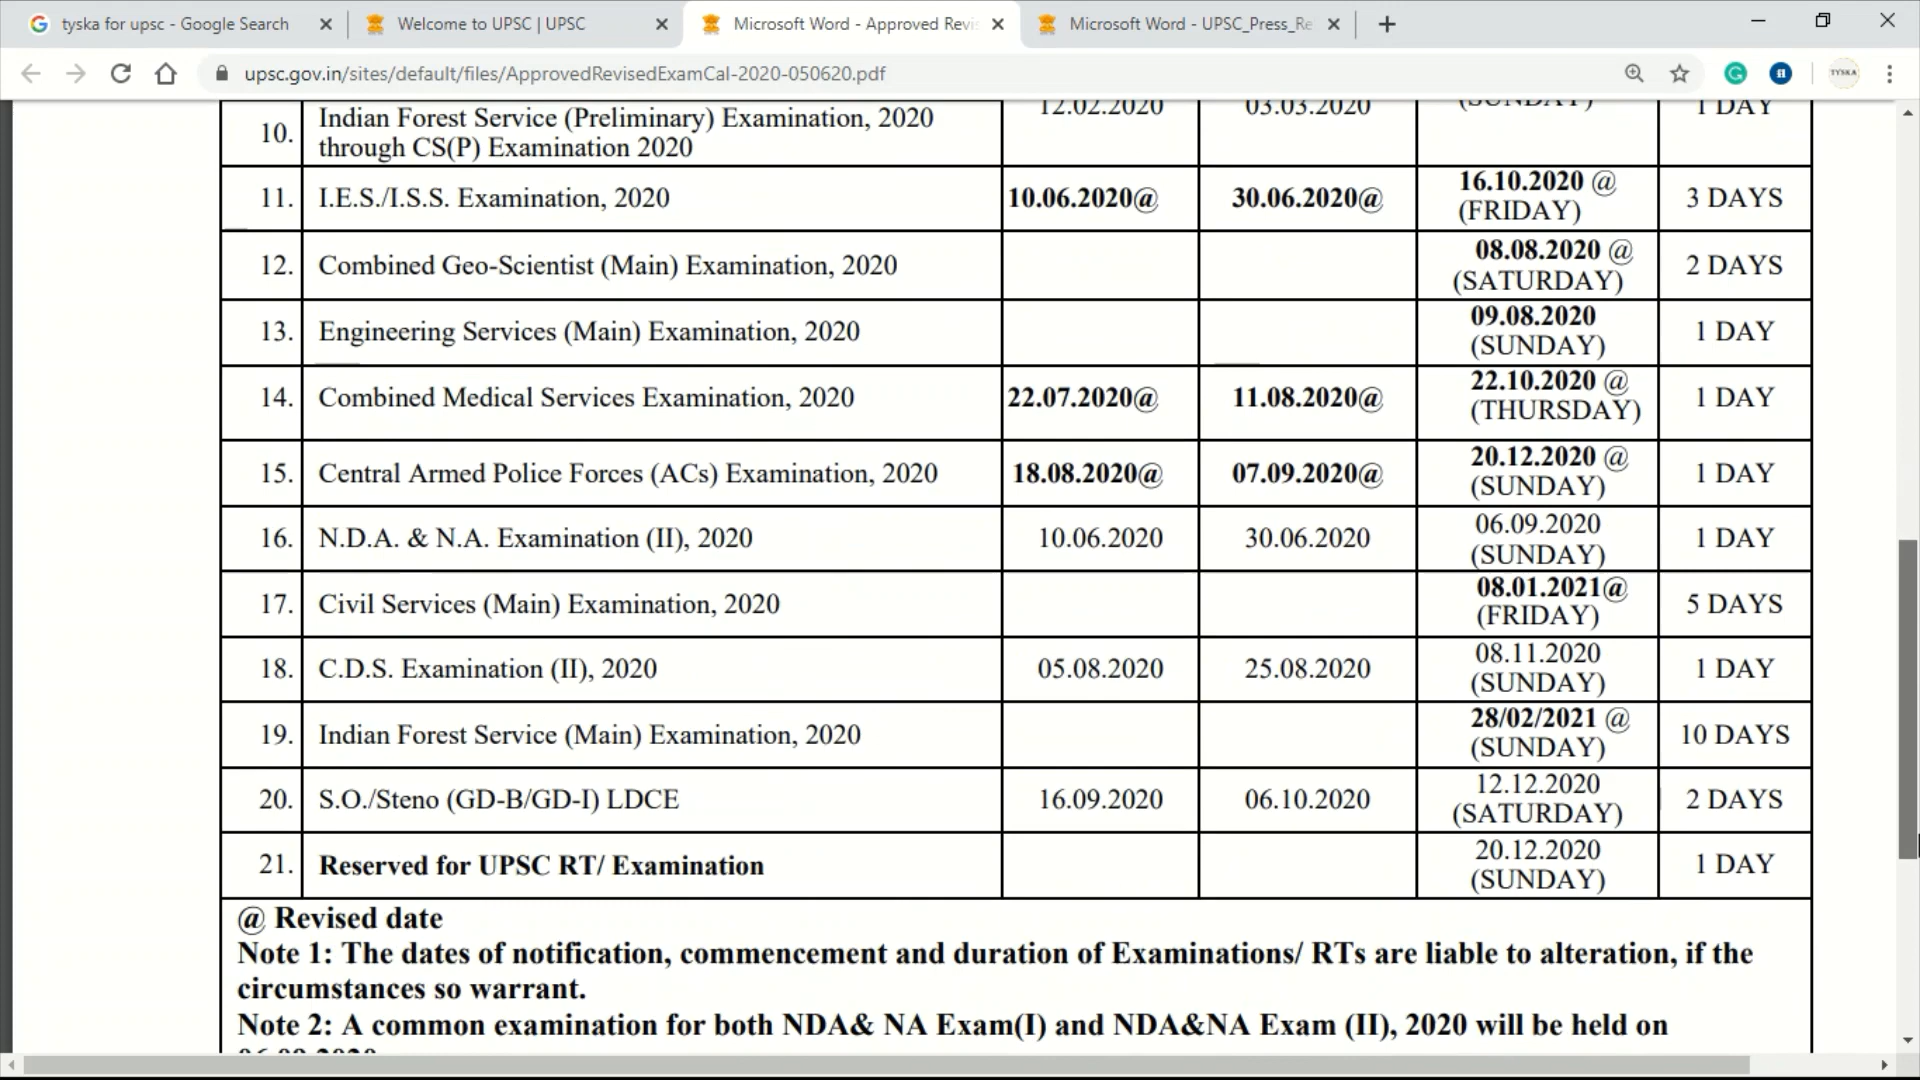 tyska for upsc - Google Search
Welcome to UPSC | UPSC
Microsoft Word - Approved Revi
Microsoft Word - UPSC_Press_Re
upsc.gov.in/sites/default/files/ApprovedRevisedExamCal-2020-050620.pdf
TYSKA
10. Indian Forest Service (Preliminary) Examination, 2020 through CS(P) Examination 2020 12.02.2020 03.03.2020 (SUNDAY) 1 DAY
11. I.E.S./I.S.S. Examination, 2020 10.06.2020@ 30.06.2020@ 16.10.2020 @ (FRIDAY) 3 DAYS
12. Combined Geo-Scientist (Main) Examination, 2020 08.08.2020 @ (SATURDAY) 2 DAYS
13. Engineering Services (Main) Examination, 2020 09.08.2020 (SUNDAY) 1 DAY
14. Combined Medical Services Examination, 2020 22.07.2020@ 11.08.2020@ 22.10.2020 @ (THURSDAY) 1 DAY
15. Central Armed Police Forces (ACs) Examination, 2020 18.08.2020@ 07.09.2020@ 20.12.2020 @ (SUNDAY) 1 DAY
16. N.D.A. & N.A. Examination (II), 2020 10.06.2020 30.06.2020 06.09.2020 (SUNDAY) 1 DAY
17. Civil Services (Main) Examination, 2020 08.01.2021@ (FRIDAY) 5 DAYS
18. C.D.S. Examination (II), 2020 05.08.2020 25.08.2020 08.11.2020 (SUNDAY) 1 DAY
19. Indian Forest Service (Main) Examination, 2020 28/02/2021 @ (SUNDAY) 10 DAYS
20. S.O./Steno (GD-B/GD-I) LDCE 16.09.2020 06.10.2020 12.12.2020 (SATURDAY) 2 DAYS
21. Reserved for UPSC RT/ Examination 20.12.2020 (SUNDAY) 1 DAY
@ Revised date
Note 1: The dates of notification, commencement and duration of Examinations/ RTs are liable to alteration, if the
circumstances so warrant.
Note 2: A common examination for both NDA& NA Exam(I) and NDA&NA Exam (II), 2020 will be held on